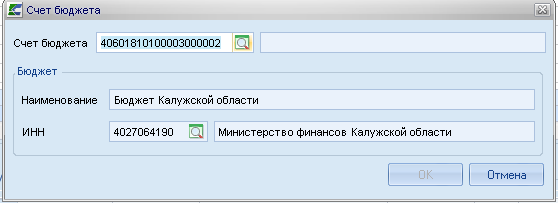 Счет бюджета
Счет бюджета 40601810100003000002
Бюджет
Наименование Бюджет Калужской области
ИНН 4027064190 Министерство финансов Калужской области
OK Отмена